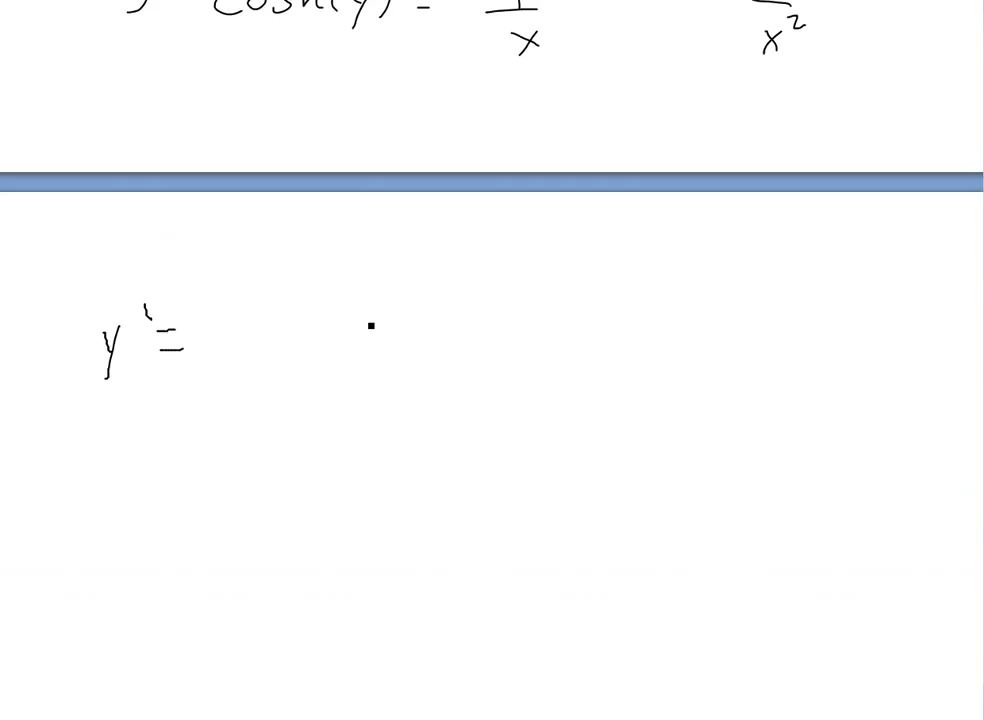 cosh(y) = 1/x x²
y' =